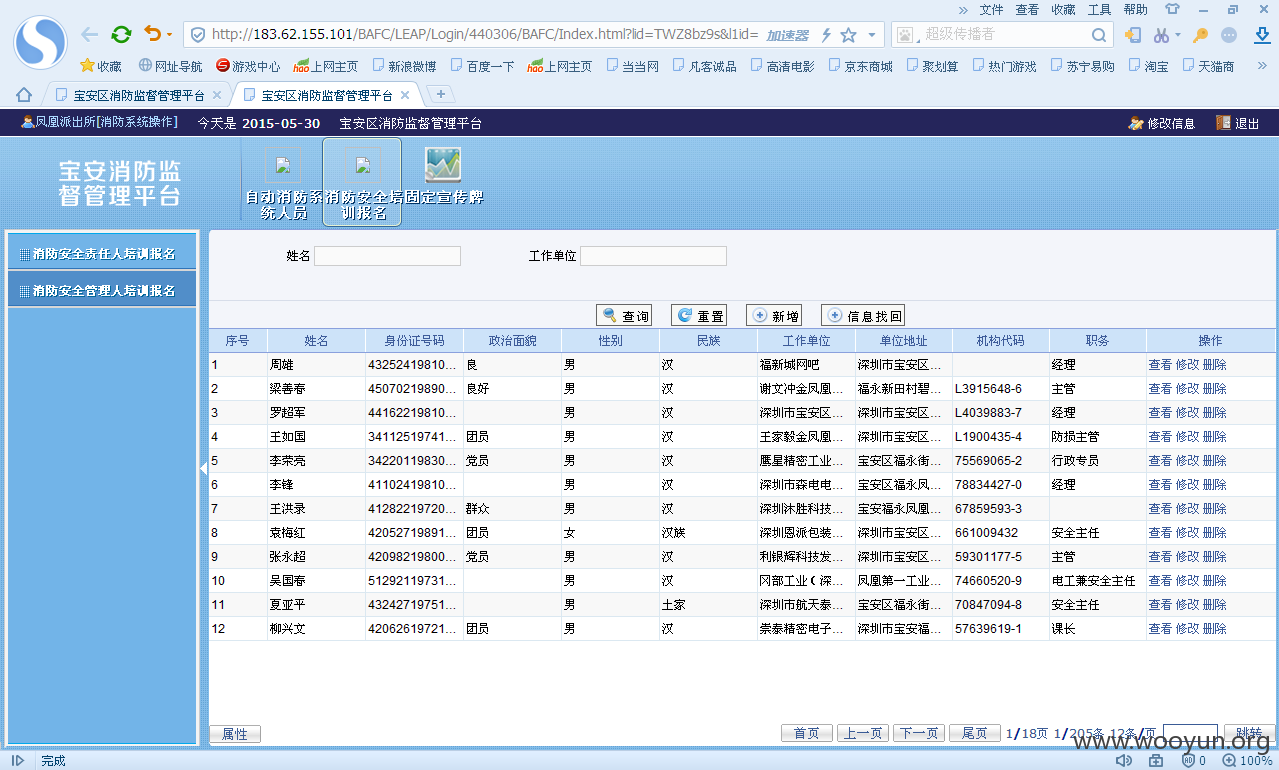 » 文件 查看 收藏 工具 帮助
http://183.62.155.101/BAFC/LEAP/Login/440306/BAFC/Index.html?lid=TWZ8bz9s&l1id= 加速器 超级传播者
收藏 网址导航 游戏中心 hao上网主页 新浪微博 百度一下 hao上网主页 当当网 凡客诚品 高清电影 京东商城 聚划算 热门游戏 苏宁易购 淘宝 天猫商 »
宝安区消防监督管理平台 宝安区消防监督管理平台
凤凰派出所[消防系统操作] 今天是 2015-05-30 宝安区消防监督管理平台 修改信息 退出
宝安消防监
督管理平台
自动消防系
统人员
消防安全培
训报名
固定宣传牌
消防安全责任人培训报名
消防安全管理人培训报名
姓名 工作单位
查询 重置 新增 信息找回
序号 姓名 身份证号码 政治面貌 性别 民族 工作单位 单位地址 机构代码 职务 操作
1 周雄 43252419810... 良 男 汉 福新城网吧 深圳市宝安区... 经理 查看 修改 删除
2 梁善春 45070219890... 良好 男 汉 谢文冲金凤凰... 福永新田村碧... L3915648-6 主管 查看 修改 删除
3 罗超军 44162219810... 男 汉 深圳市宝安区... 深圳市宝安区... L4039883-7 经理 查看 修改 删除
4 王如国 34112519741... 团员 男 汉 王家毅金凤凰... 深圳市宝安区... L1900435-4 防损主管 查看 修改 删除
5 李荣亮 34220119830... 党员 男 汉 鹰星精密工业... 宝安区福永街... 75569065-2 行政专员 查看 修改 删除
6 李锋 41102419810... 男 汉 深圳市森电电... 宝安区福永凤... 78834427-0 经理 查看 修改 删除
7 王洪录 41282219720... 群众 男 汉 深圳沐胜科技... 宝安福永凤凰... 67859593-3 查看 修改 删除
8 袁梅红 42052719891... 团员 女 汉族 深圳恩派包装... 深圳市宝安区... 661009432 安全主任 查看 修改 删除
9 张永超 42098219800... 党员 男 汉 利银辉科技发... 深圳市宝安区... 59301177-5 主管 查看 修改 删除
10 吴国春 51292119731... 男 汉 冈部工业（深... 凤凰第一工业... 74660520-9 电工兼安全主任 查看 修改 删除
11 夏亚平 43242719751... 男 土家 深圳市航天泰... 宝安区福永街... 70847094-8 安全主任 查看 修改 删除
12 柳兴文 42062619721... 团员 男 汉 崇泰精密电子... 深圳市宝安福... 57639619-1 课长 查看 修改 删除
属性 首页 上一页 下一页 尾页 1/18页 1/205条 12条/页 跳转
www.wooyun.org
完成 0 100%